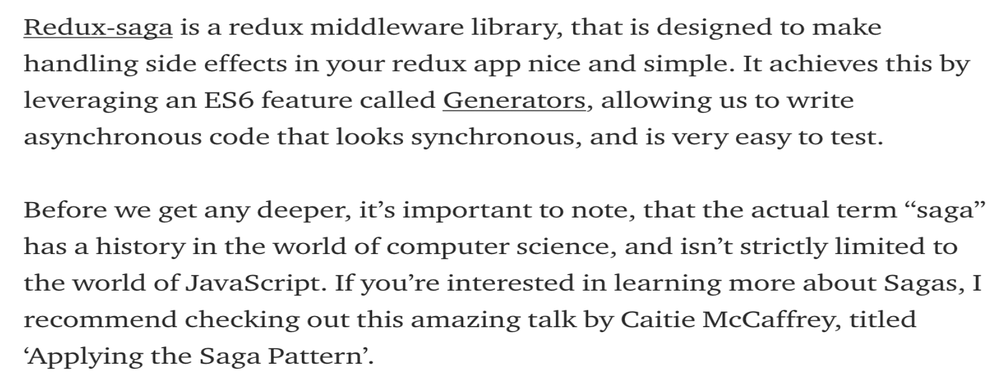 Redux-saga is a redux middleware library, that is designed to make
handling side effects in your redux app nice and simple. It achieves this by
leveraging an ES6 feature called Generators, allowing us to write
asynchronous code that looks synchronous, and is very easy to test.
Before we get any deeper, it’s important to note, that the actual term “saga”
has a history in the world of computer science, and isn’t strictly limited to
the world of JavaScript. If you’re interested in learning more about Sagas, I
recommend checking out this amazing talk by Caitie McCaffrey, titled
‘Applying the Saga Pattern’.